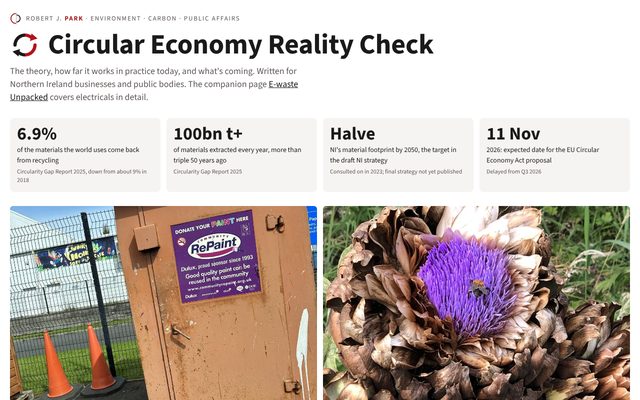 ROBERT J. PARK · ENVIRONMENT · CARBON · PUBLIC AFFAIRS
Circular Economy Reality Check
The theory, how far it works in practice today, and what's coming. Written for
Northern Ireland businesses and public bodies. The companion page E-waste
Unpacked covers electricals in detail.
6.9%
of the materials the world uses come back
from recycling
Circularity Gap Report 2025, down from about 9% in
2018
100bn t+
of materials extracted every year, more than
triple 50 years ago
Circularity Gap Report 2025
Halve
NI's material footprint by 2050, the target in
the draft NI strategy
Consulted on in 2023; final strategy not yet published
11 Nov
2026: expected date for the EU Circular
Economy Act proposal
Delayed from Q3 2026
DONATE YOUR PAINT HERE
COMMUNITY
RePaint
Dulux, proud sponsor since 1993
Good quality paint can be
reused in the community
www.communityrepaint.org.uk
Dulux